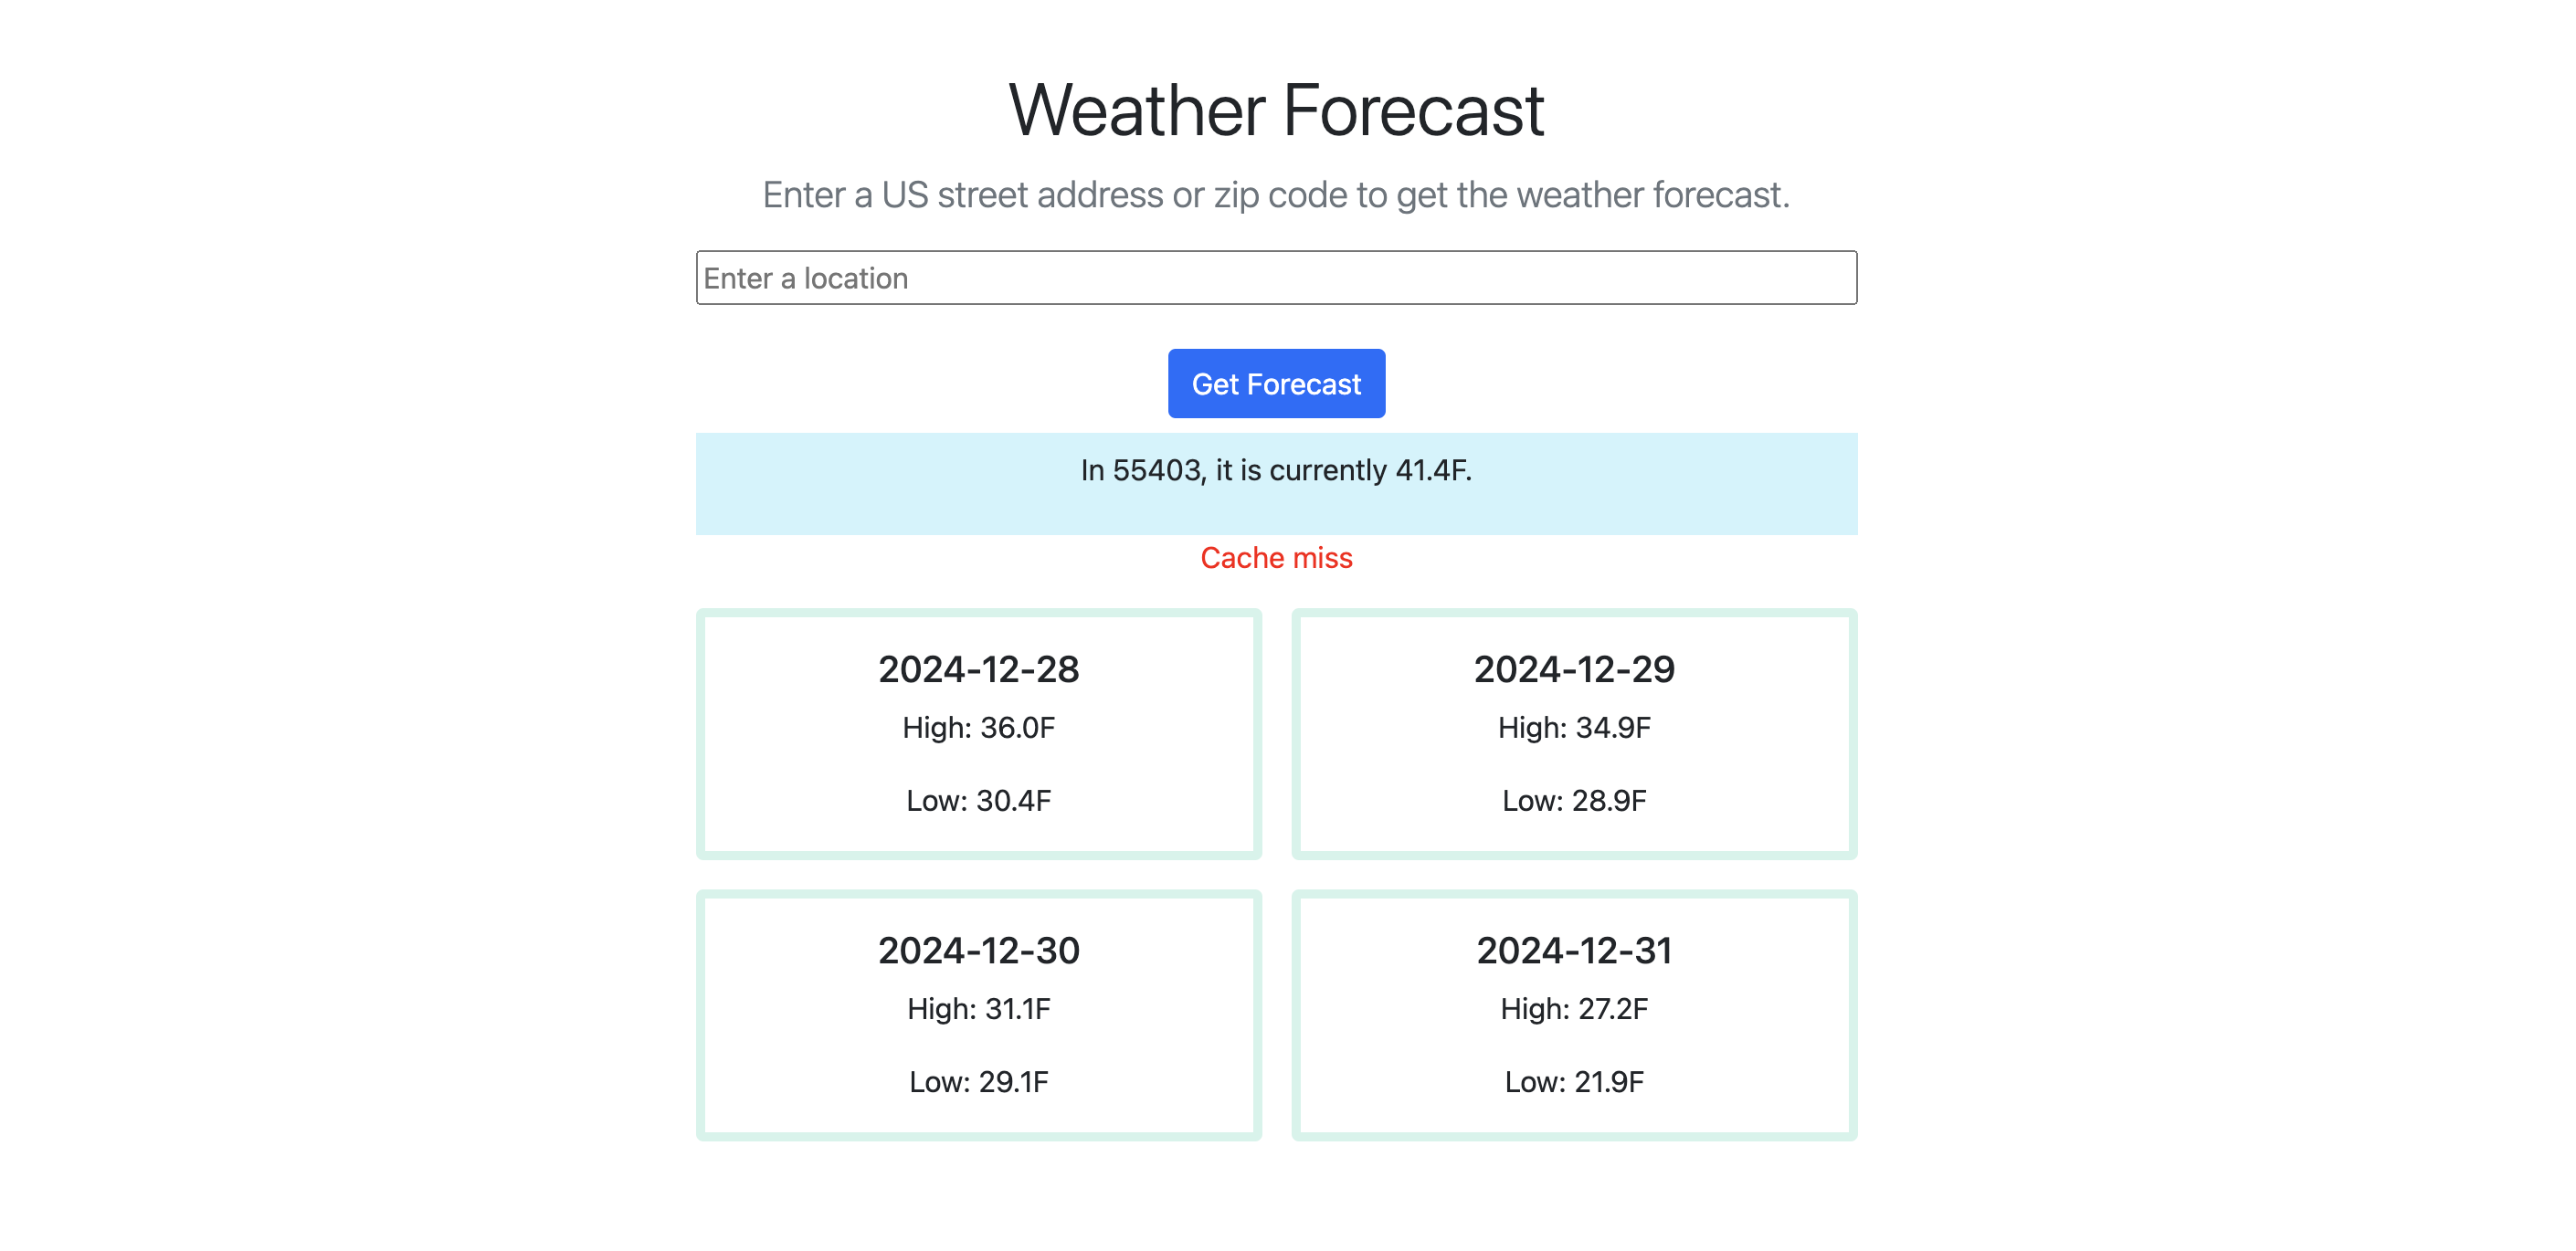 Weather Forecast
Enter a US street address or zip code to get the weather forecast.
Enter a location
Get Forecast
In 55403, it is currently 41.4F.
Cache miss
2024-12-28
High: 36.0F
Low: 30.4F
2024-12-29
High: 34.9F
Low: 28.9F
2024-12-30
High: 31.1F
Low: 29.1F
2024-12-31
High: 27.2F
Low: 21.9F